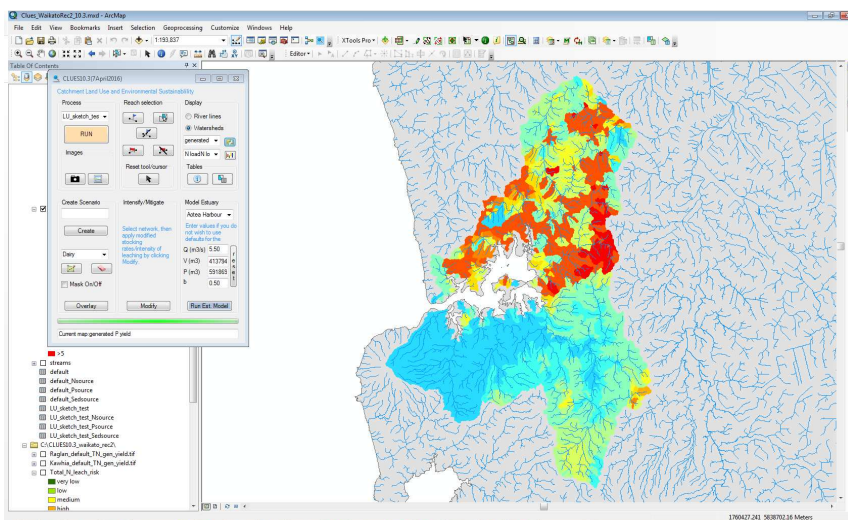 Clues_WaikatoRec2_10.3.mxd - ArcMap
File Edit View Bookmarks Insert Selection Geoprocessing Customize Windows Help
1:193,837
XTools Pro
Editor
Table Of Contents
CLUES10.3(7April2016)
Catchment Land Use and Environmental Sustainability
Process Reach selection Display
LU_sketch_tes
River lines
RUN
Watersheds
generated
Images
N load
Reset tool/cursor Tables
Create Scenario Intensify/Mitigate Model Estuary
Aotea Harbour
Create
Select network, then
apply modified
stocking
rates/intensity of
leaching by clicking
Modify.
Enter values if you do
not wish to use
defaults for the
Dairy
Q (m3/s) 5.50
V (m3) 413794
P (m3) 591869
b 0.50
reset
Mask On/Off
Overlay Modify Run Est. Model
Current map generated P yield
>5
streams
default
default_Nsource
default_Psource
default_Sedsource
LU_sketch_test
LU_sketch_test_Nsource
LU_sketch_test_Psource
LU_sketch_test_Sedsource
C:\CLUES10.3_waikato_rec2\
Raglan_default_TN_gen_yield.tif
Kawhia_default_TN_gen_yield.tif
Total_N_leach_risk
very low
low
medium
high
1760427.241 5838702.16 Meters